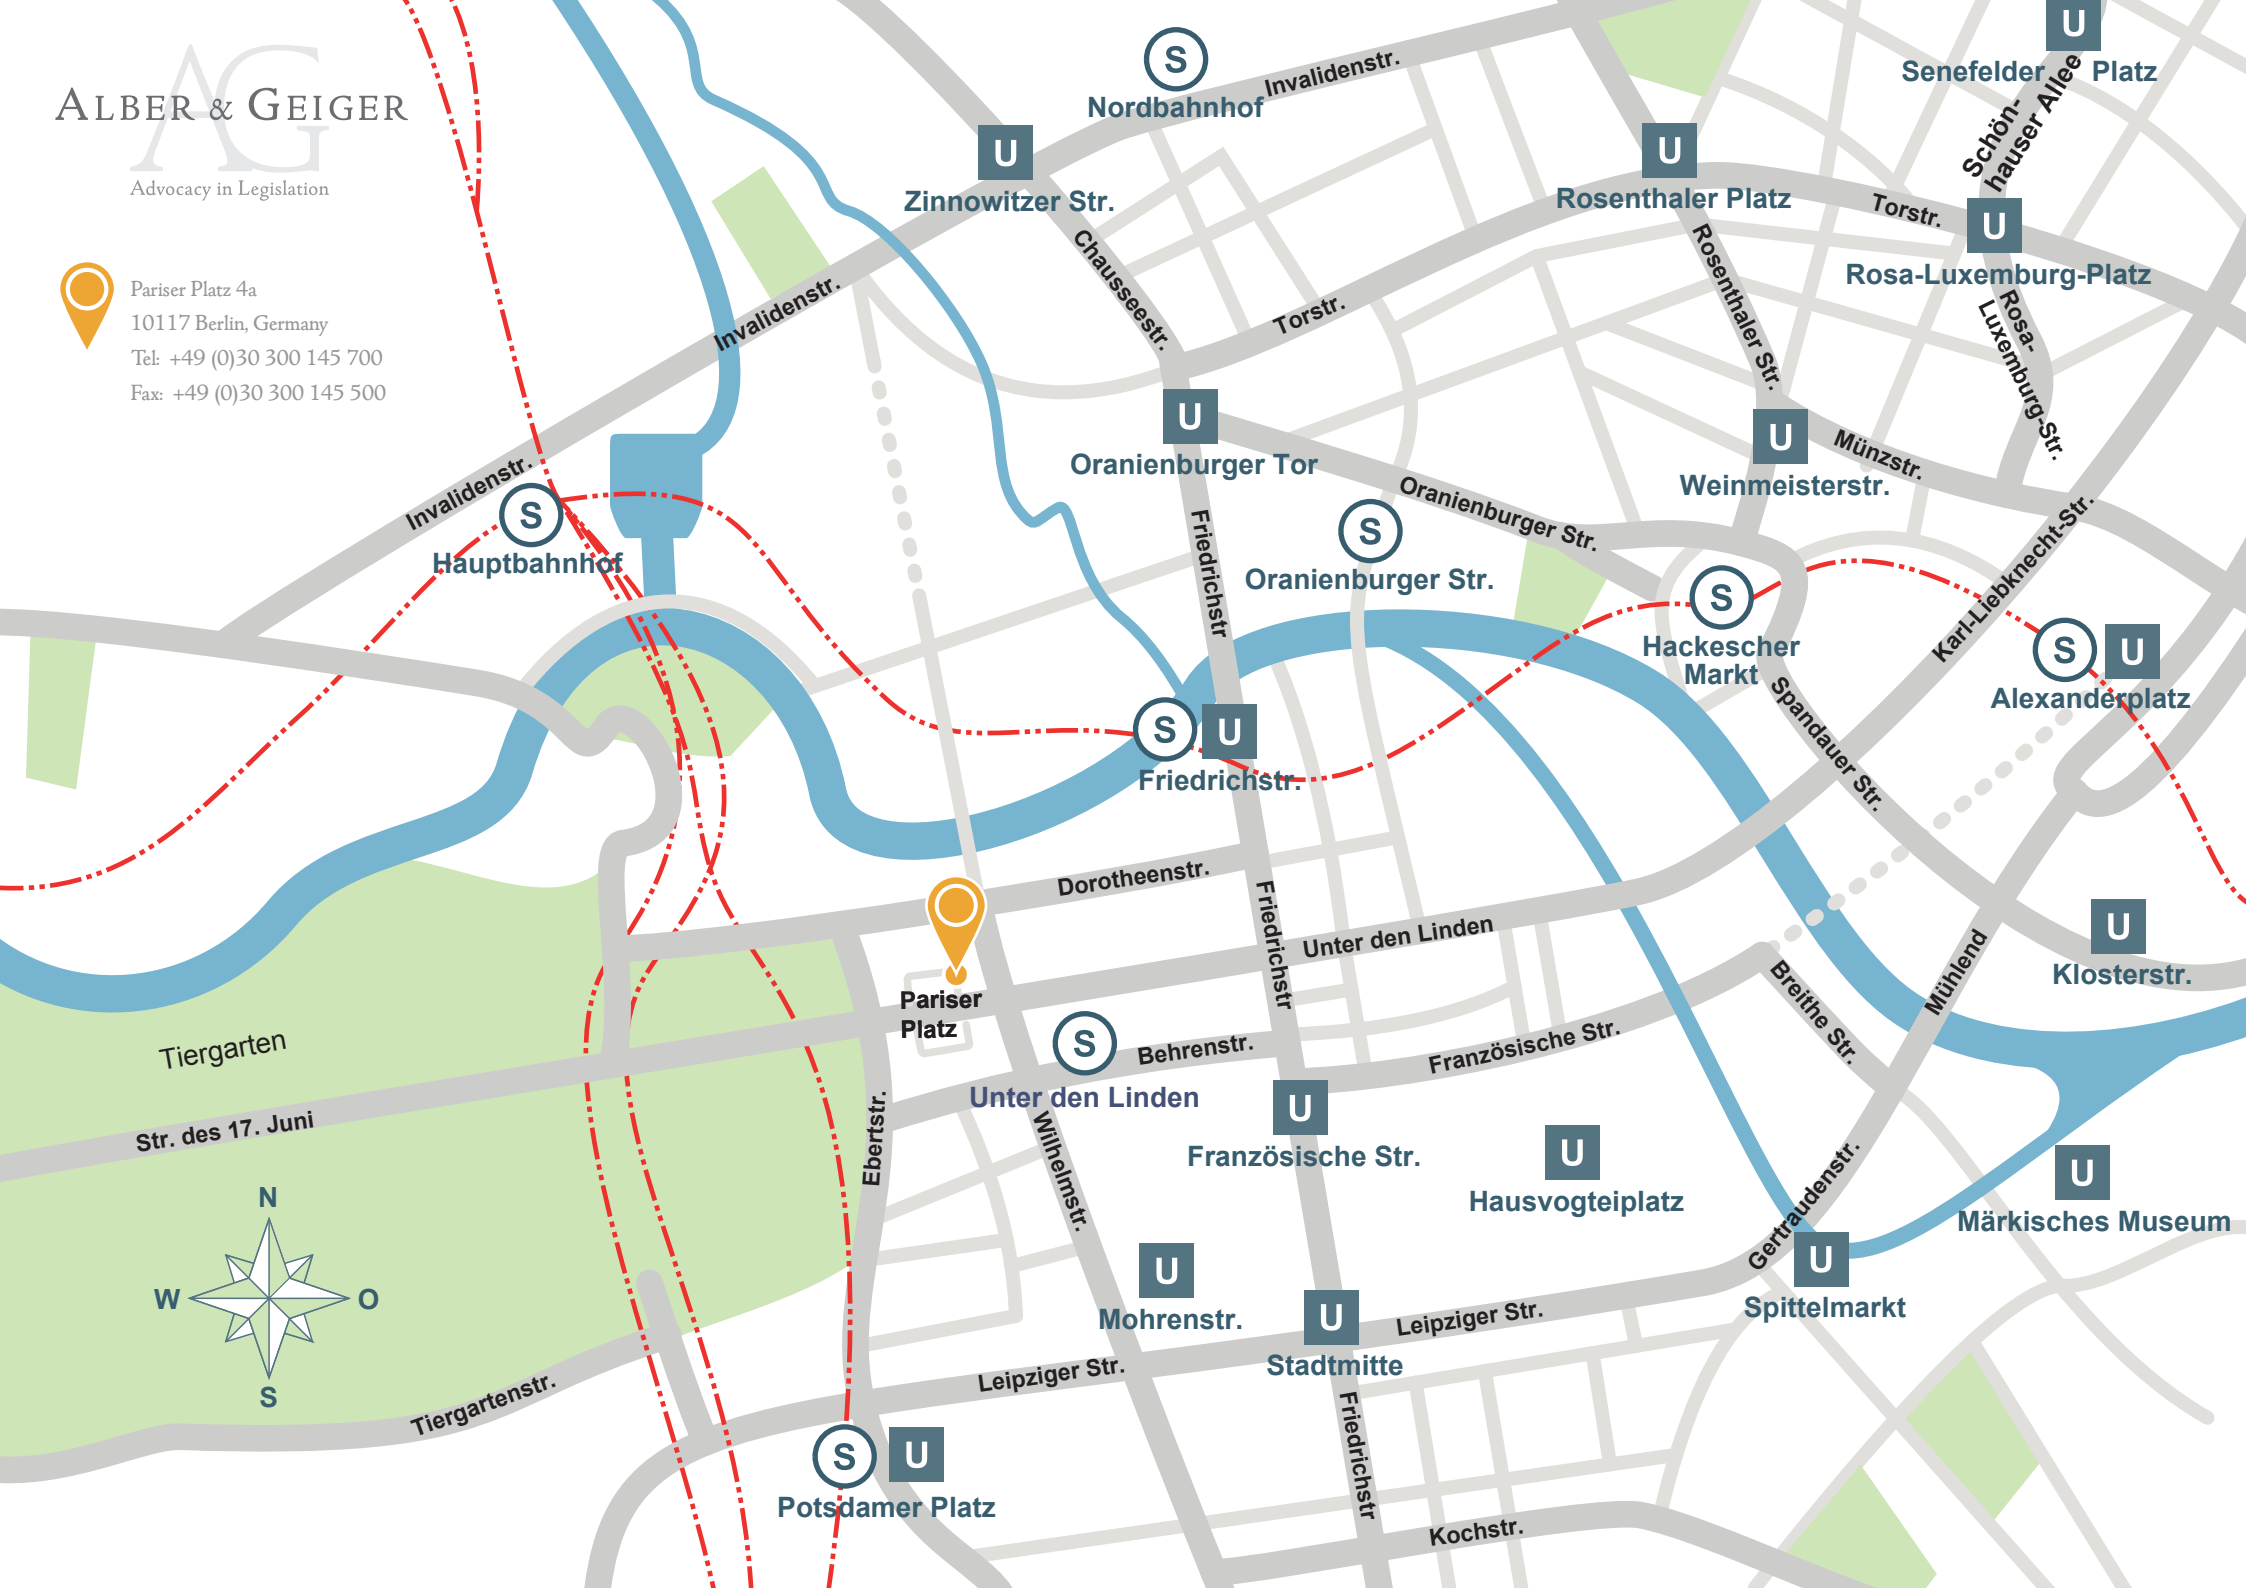 AG
ALBER & GEIGER
Advocacy in Legislation
Pariser Platz 4a
10117 Berlin, Germany
Tel: +49 (0)30 300 145 700
Fax: +49 (0)30 300 145 500
U
Senefelder Platz
Schön-
hauser Allee
S
Nordbahnhof
Invalidenstr.
U
Zinnowitzer Str.
U
Rosenthaler Platz
Torstr.
U
Rosa-Luxemburg-Platz
Chausseestr.
Rosenthaler Str.
Rosa-
Luxemburg-Str.
Invalidenstr.
Torstr.
U
Oranienburger Tor
U
Weinmeisterstr.
Münzstr.
Invalidenstr.
S
Hauptbahnhof
Oranienburger Str.
Friedrichstr
S
Oranienburger Str.
Karl-Liebknecht-Str.
S
Hackescher
Markt
S U
Alexanderplatz
Spandauer Str.
S U
Friedrichstr.
Dorotheenstr.
Friedrichstr
Unter den Linden
U
Klosterstr.
Mühlend
Breithe Str.
Pariser
Platz
S
Unter den Linden
Behrenstr.
Französische Str.
Tiergarten
Str. des 17. Juni
Ebertstr.
Wilhelmstr.
U
Französische Str.
U
Hausvogteiplatz
U
Märkisches Museum
Gertraudenstr.
U
Spittelmarkt
N
W O
S
U
Mohrenstr.
U
Stadtmitte
Leipziger Str.
Leipziger Str.
Tiergartenstr.
Friedrichstr
S U
Potsdamer Platz
Kochstr.